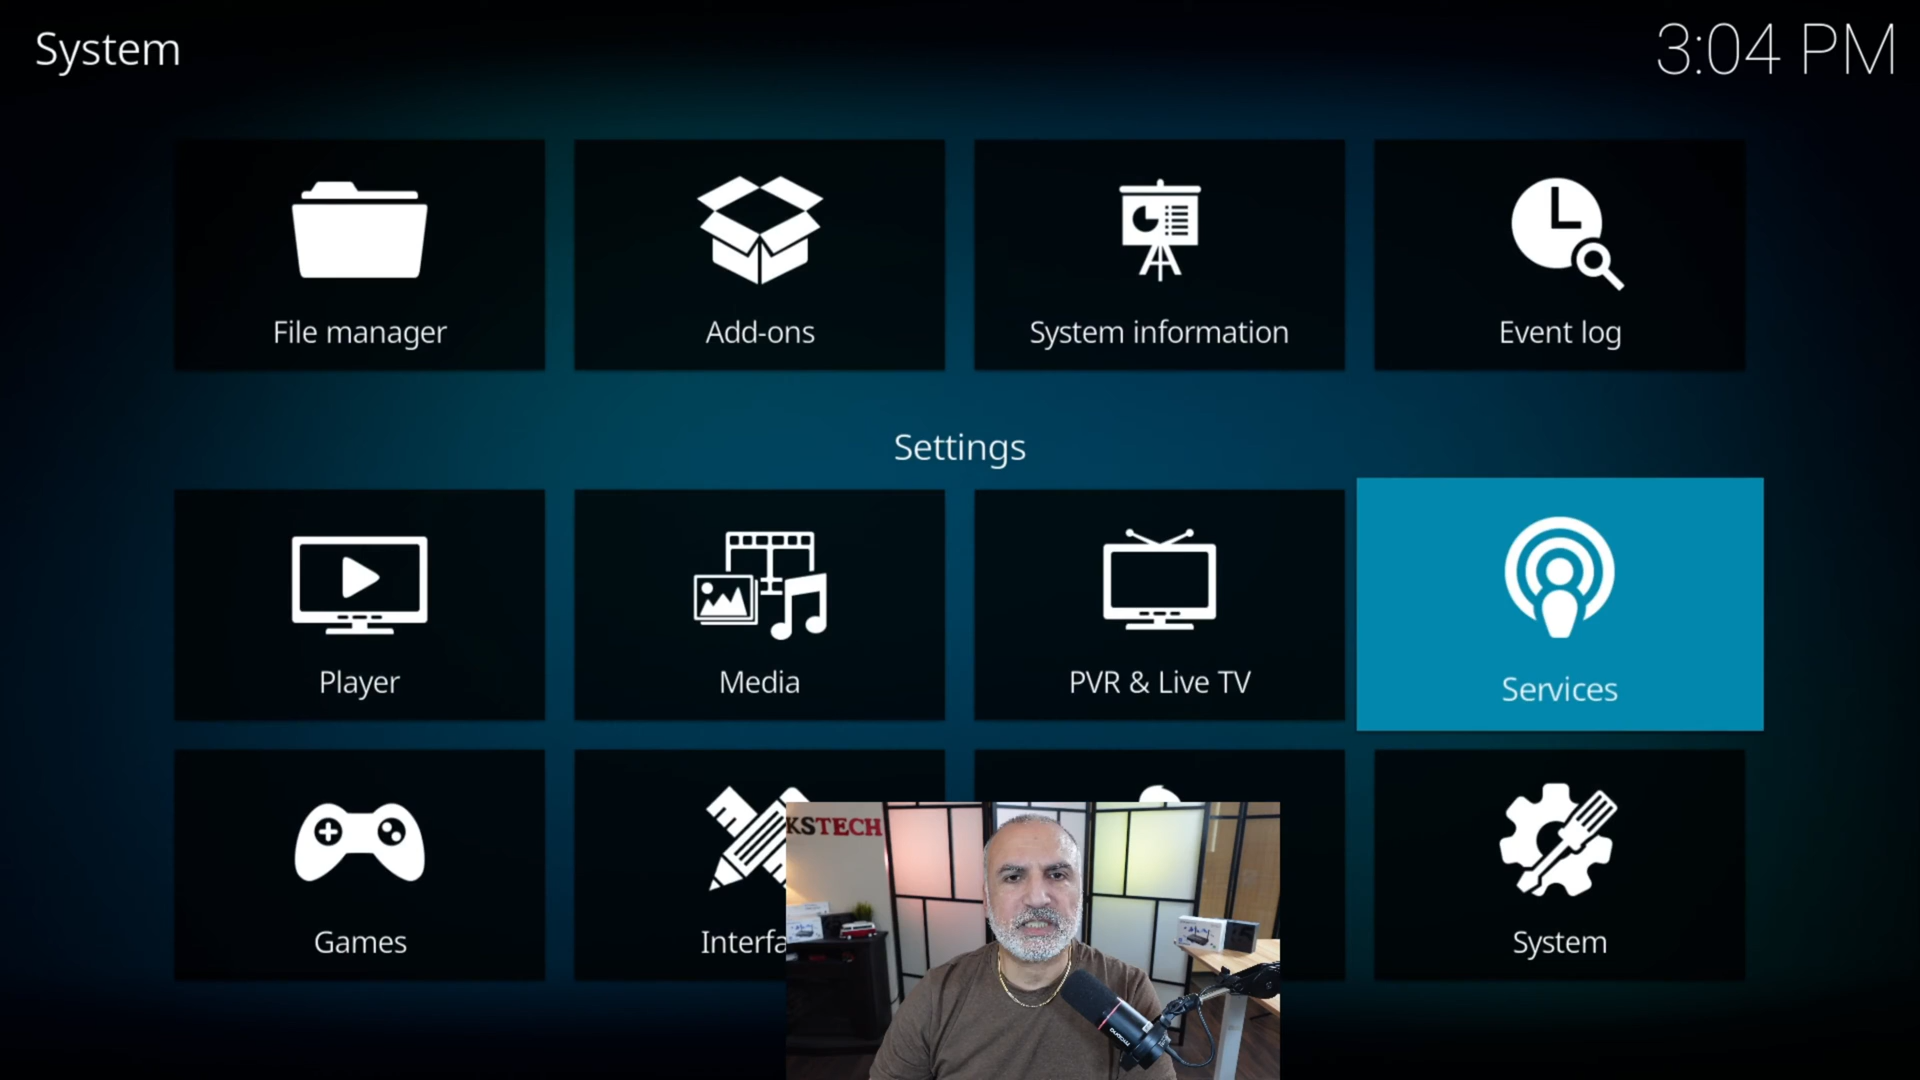 System
3:04 PM
File manager
Add-ons
System information
Event log
Settings
Player
Media
PVR & Live TV
Services
Games
Interfa
System
KSTECH
maono